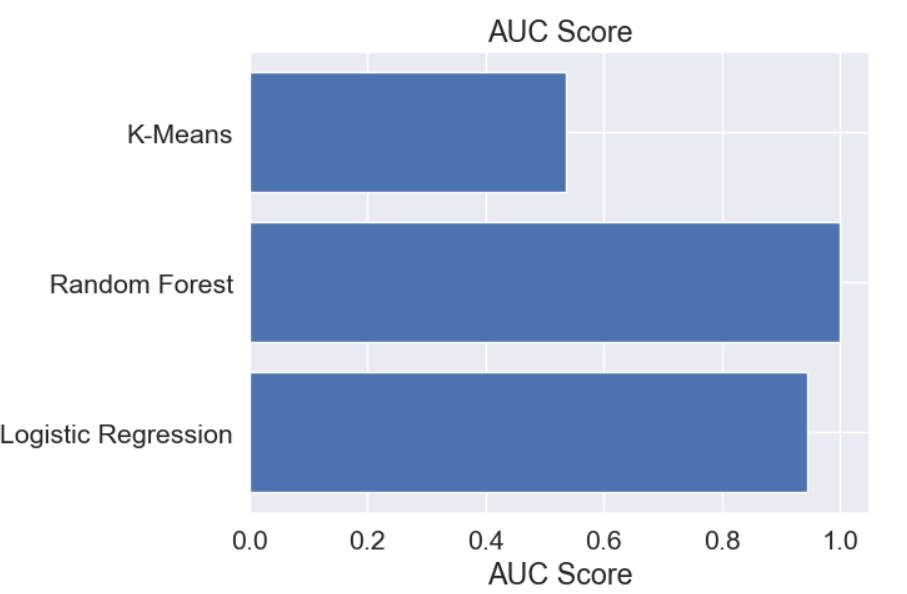 AUC Score
K-Means
Random Forest
Logistic Regression
0.0 0.2 0.4 0.6 0.8 1.0
AUC Score